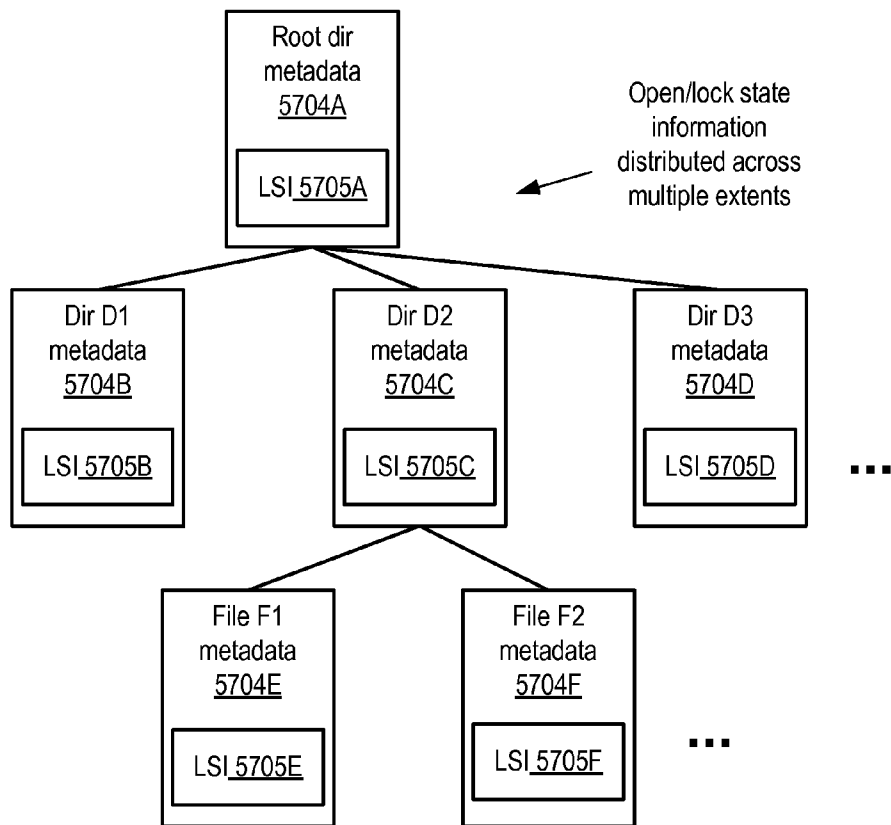 Root dir
metadata
5704A
LSI 5705A
Open/lock state
information
distributed across
multiple extents
Dir D1
metadata
5704B
LSI 5705B
Dir D2
metadata
5704C
LSI 5705C
Dir D3
metadata
5704D
LSI 5705D
...
File F1
metadata
5704E
LSI 5705E
File F2
metadata
5704F
LSI 5705F
...